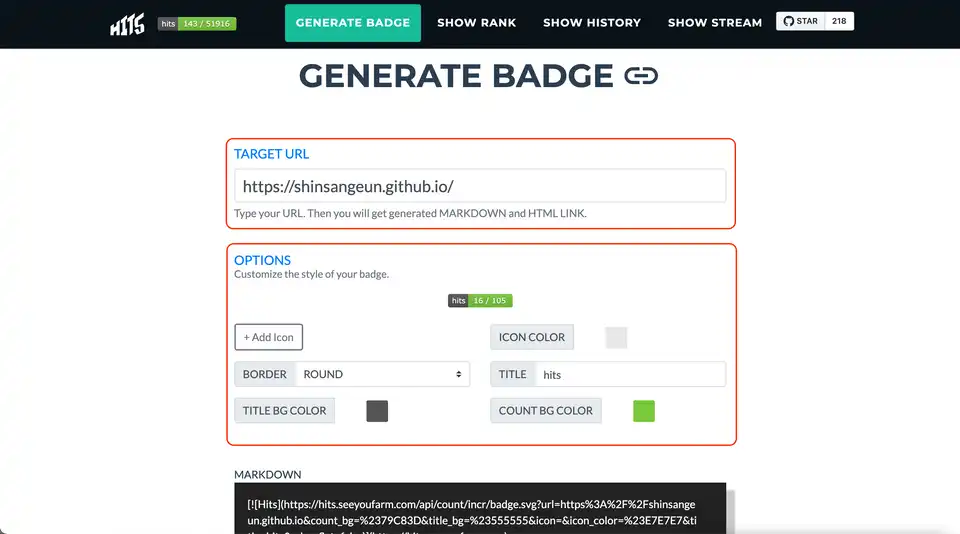 HITS hits 143 / 51916 GENERATE BADGE SHOW RANK SHOW HISTORY SHOW STREAM STAR 218
GENERATE BADGE
TARGET URL
https://shinsangeun.github.io/
Type your URL. Then you will get generated MARKDOWN and HTML LINK.
OPTIONS
Customize the style of your badge.
hits 16 / 105
+ Add Icon ICON COLOR
BORDER ROUND TITLE hits
TITLE BG COLOR COUNT BG COLOR
MARKDOWN
[![Hits](https://hits.seeyoufarm.com/api/count/incr/badge.svg?url=https%3A%2F%2Fshinsange
un.github.io&count_bg=%2379C83D&title_bg=%23555555&icon=&icon_color=%23E7E7E7&ti